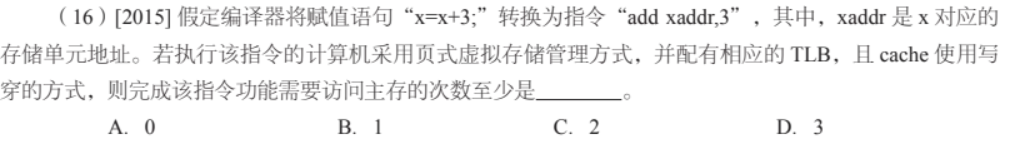 （16）[2015] 假定编译器将赋值语句“x=x+3;”转换为指令“add xaddr,3”，其中，xaddr 是 x 对应的
存储单元地址。若执行该指令的计算机采用页式虚拟存储管理方式，并配有相应的 TLB，且 cache 使用写
穿的方式，则完成该指令功能需要访问主存的次数至少是________。
A．0 B．1 C．2 D．3